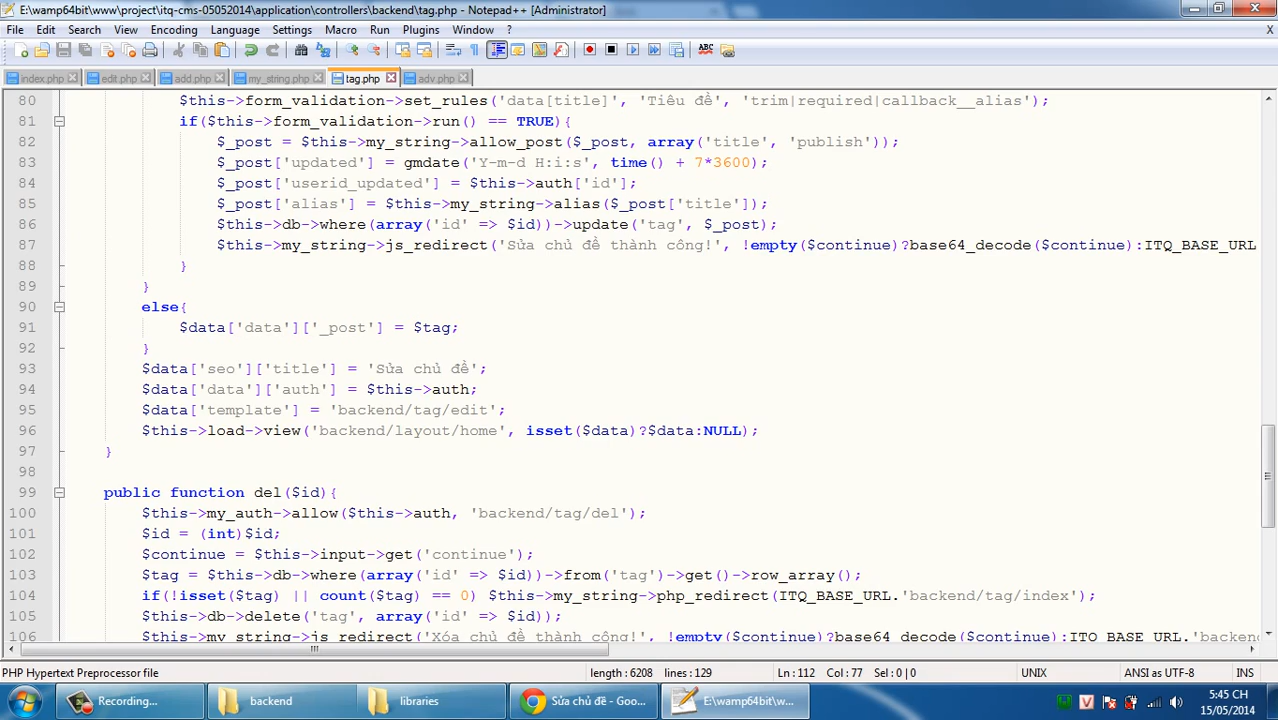 E:\wamp64bit\www\project\itq-cms-05052014\application\controllers\backend\tag.php - Notepad++ [Administrator]
File Edit Search View Encoding Language Settings Macro Run Plugins Window ? X
index.php edit.php add.php my_string.php tag.php adv.php
80 $this->form_validation->set_rules('data[title]', 'Tiêu đề', 'trim|required|callback__alias');
81 if($this->form_validation->run() == TRUE){
82 $_post = $this->my_string->allow_post($_post, array('title', 'publish'));
83 $_post['updated'] = gmdate('Y-m-d H:i:s', time() + 7*3600);
84 $_post['userid_updated'] = $this->auth['id'];
85 $_post['alias'] = $this->my_string->alias($_post['title']);
86 $this->db->where(array('id' => $id))->update('tag', $_post);
87 $this->my_string->js_redirect('Sửa chủ đề thành công!', !empty($continue)?base64_decode($continue):ITQ_BASE_URL
88 }
89 }
90 else{
91 $data['data']['_post'] = $tag;
92 }
93 $data['seo']['title'] = 'Sửa chủ đề';
94 $data['data']['auth'] = $this->auth;
95 $data['template'] = 'backend/tag/edit';
96 $this->load->view('backend/layout/home', isset($data)?$data:NULL);
97 }
98
99 public function del($id){
100 $this->my_auth->allow($this->auth, 'backend/tag/del');
101 $id = (int)$id;
102 $continue = $this->input->get('continue');
103 $tag = $this->db->where(array('id' => $id))->from('tag')->get()->row_array();
104 if(!isset($tag) || count($tag) == 0) $this->my_string->php_redirect(ITQ_BASE_URL.'backend/tag/index');
105 $this->db->delete('tag', array('id' => $id));
106 $this->my_string->js_redirect('Xóa chủ đề thành công!', !empty($continue)?base64_decode($continue):ITQ_BASE_URL.'backend
PHP Hypertext Preprocessor file length : 6208 lines : 129 Ln : 112 Col : 77 Sel : 0 | 0 UNIX ANSI as UTF-8 INS
Recording... backend libraries Sửa chủ đề - Goo... E:\wamp64bit\w... 5:45 CH
15/05/2014